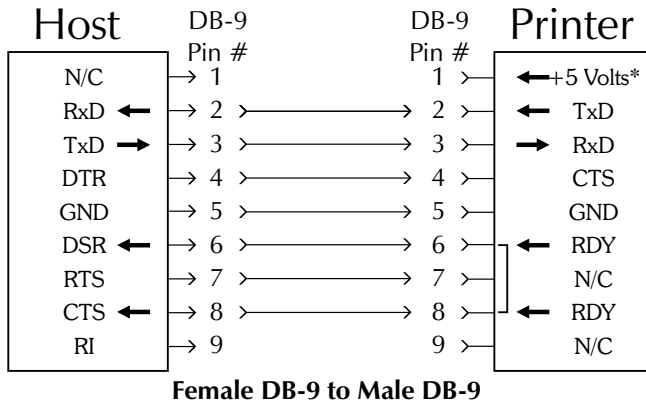 Host DB-9 Pin # DB-9 Pin # Printer
N/C 1 1 +5 Volts*
RxD 2 2 TxD
TxD 3 3 RxD
DTR 4 4 CTS
GND 5 5 GND
DSR 6 6 RDY
RTS 7 7 N/C
CTS 8 8 RDY
RI 9 9 N/C
Female DB-9 to Male DB-9